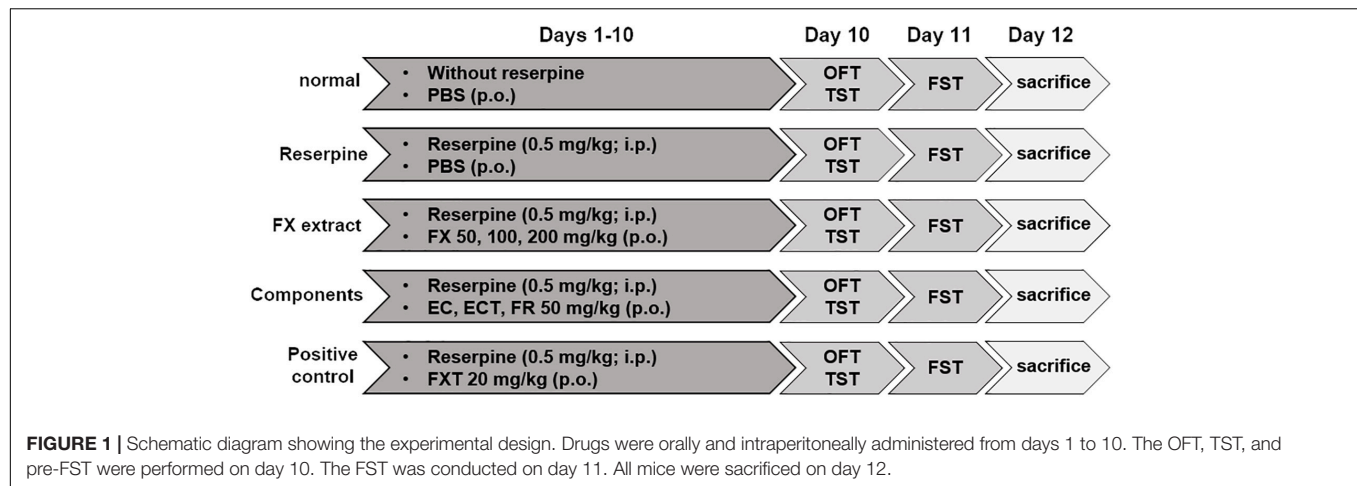 Days 1-10 Day 10 Day 11 Day 12
normal
• Without reserpine
• PBS (p.o.)
OFT
TST
FST
sacrifice
Reserpine
• Reserpine (0.5 mg/kg; i.p.)
• PBS (p.o.)
OFT
TST
FST
sacrifice
FX extract
• Reserpine (0.5 mg/kg; i.p.)
• FX 50, 100, 200 mg/kg (p.o.)
OFT
TST
FST
sacrifice
Components
• Reserpine (0.5 mg/kg; i.p.)
• EC, ECT, FR 50 mg/kg (p.o.)
OFT
TST
FST
sacrifice
Positive
control
• Reserpine (0.5 mg/kg; i.p.)
• FXT 20 mg/kg (p.o.)
OFT
TST
FST
sacrifice
FIGURE 1 | Schematic diagram showing the experimental design. Drugs were orally and intraperitoneally administered from days 1 to 10. The OFT, TST, and
pre-FST were performed on day 10. The FST was conducted on day 11. All mice were sacrificed on day 12.